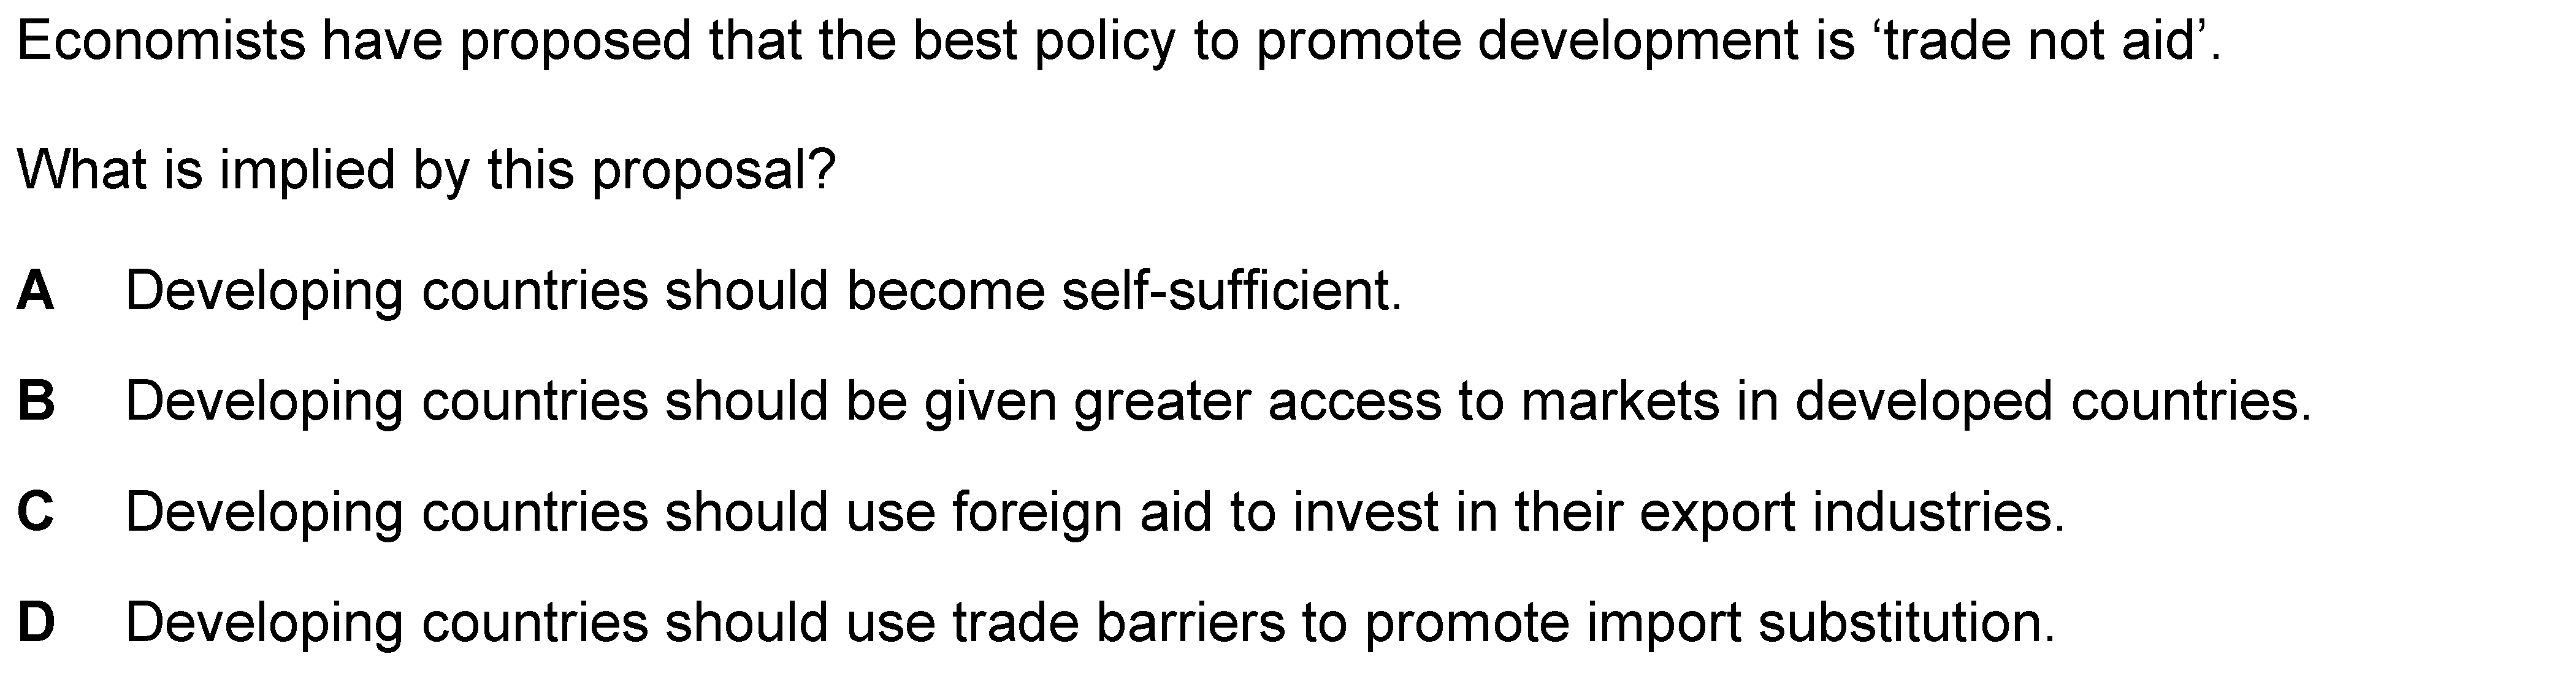 Economists have proposed that the best policy to promote development is ‘trade not aid’.
What is implied by this proposal?
A Developing countries should become self-sufficient.
B Developing countries should be given greater access to markets in developed countries.
C Developing countries should use foreign aid to invest in their export industries.
D Developing countries should use trade barriers to promote import substitution.